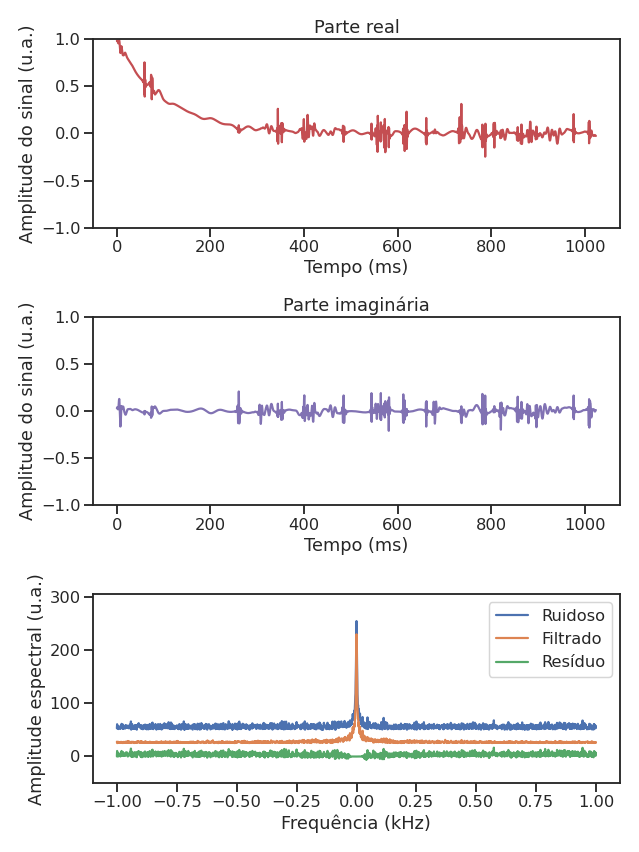 Parte real
Amplitude do sinal (u.a.)
1.0
0.5
0.0
−0.5
−1.0
0 200 400 600 800 1000
Tempo (ms)
Parte imaginária
Amplitude do sinal (u.a.)
1.0
0.5
0.0
−0.5
−1.0
0 200 400 600 800 1000
Tempo (ms)
Amplitude espectral (u.a.)
300
200
100
0
Ruidoso
Filtrado
Resíduo
−1.00 −0.75 −0.50 −0.25 0.00 0.25 0.50 0.75 1.00
Frequência (kHz)